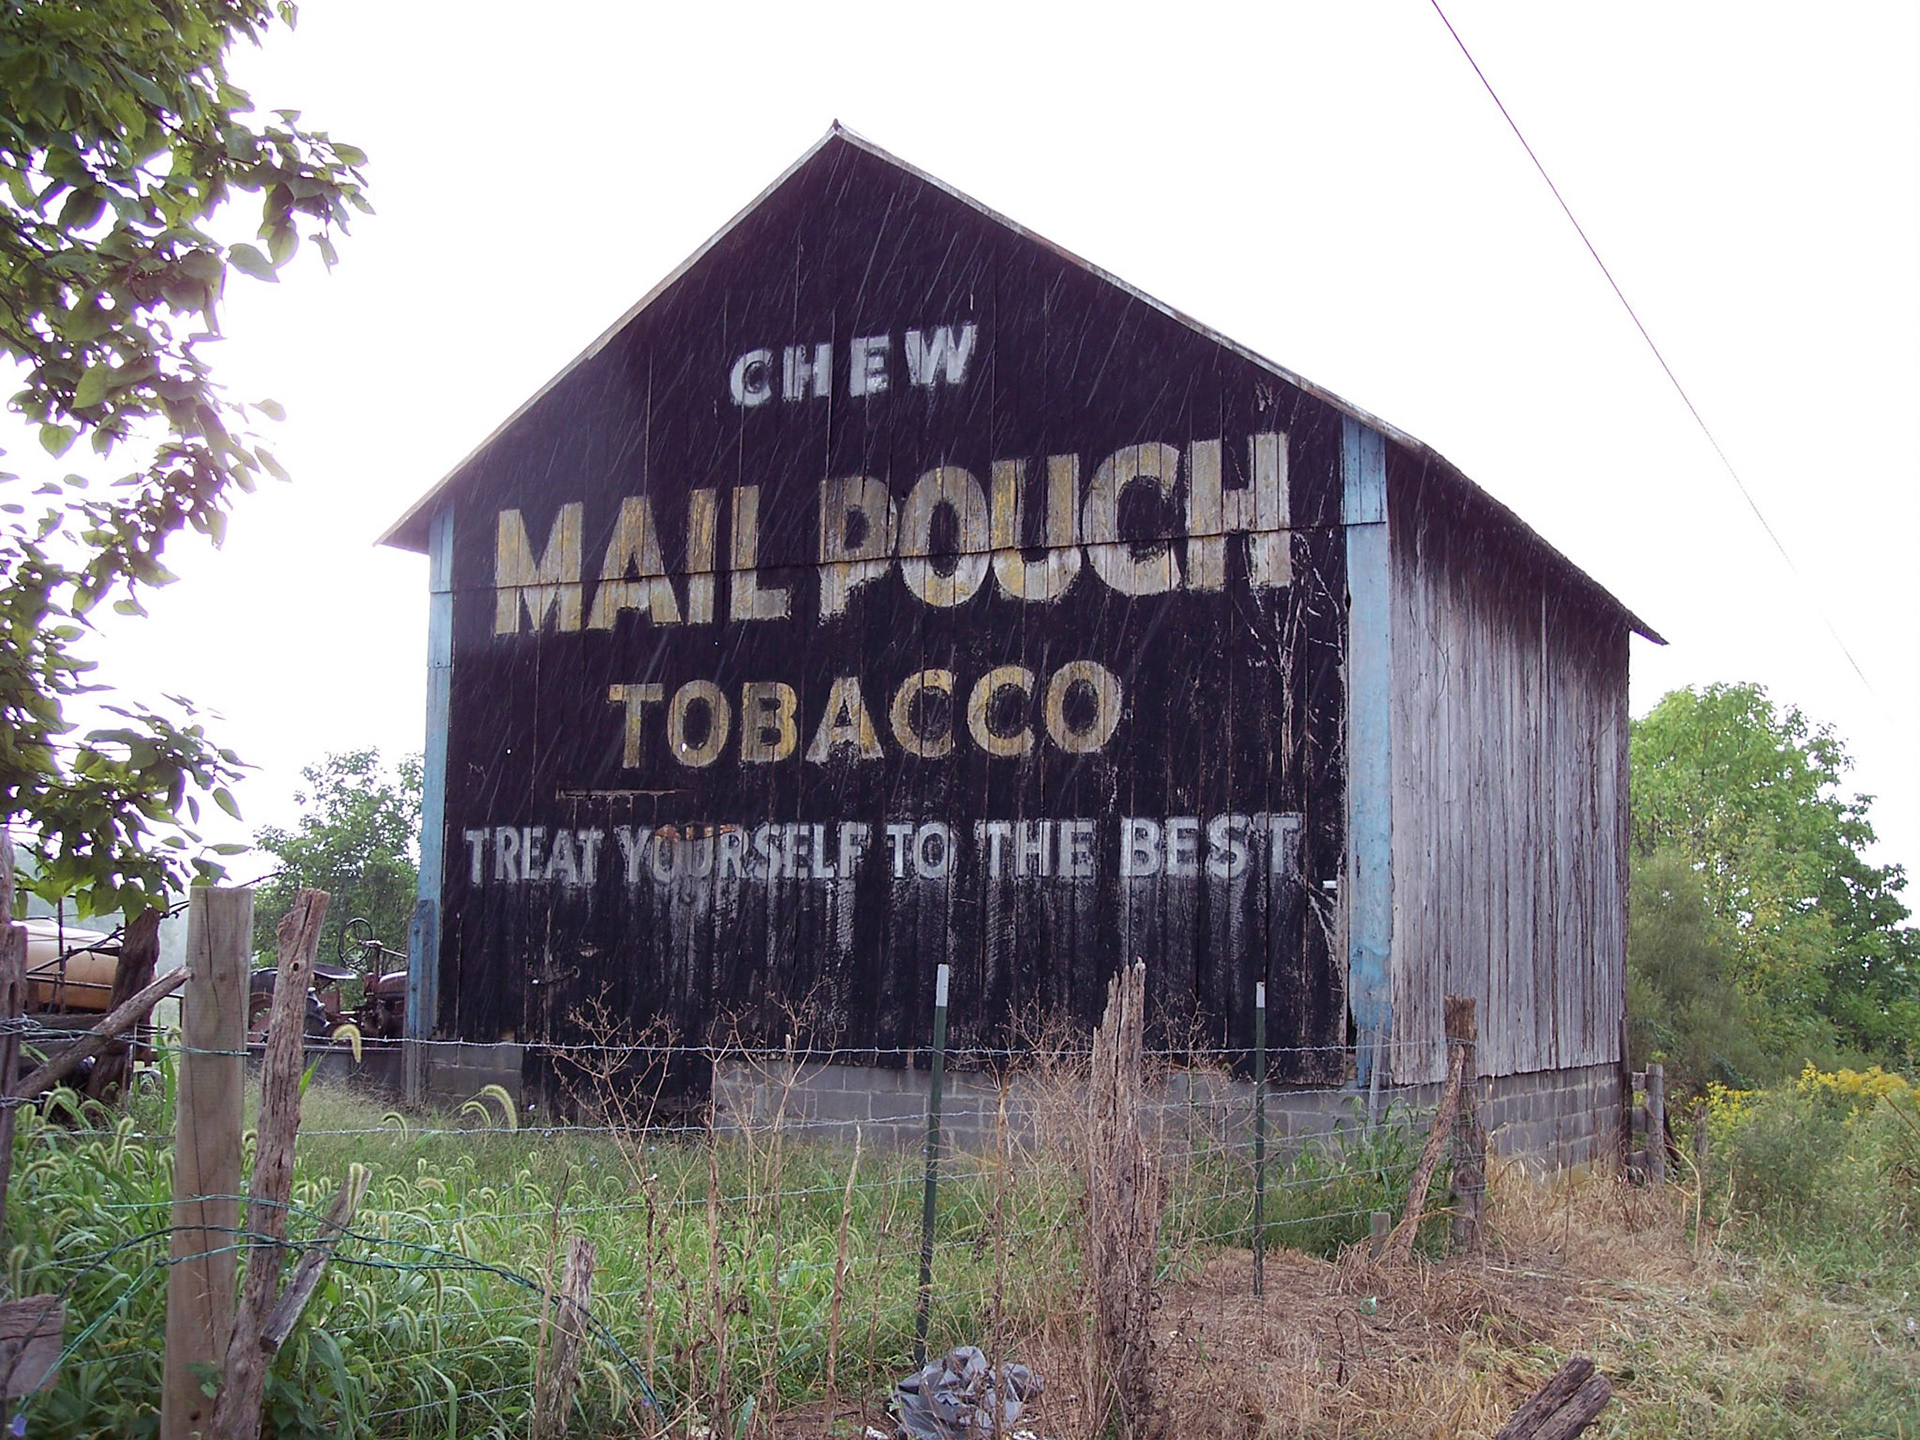 CHEW
MAIL POUCH
TOBACCO
TREAT YOURSELF TO THE BEST